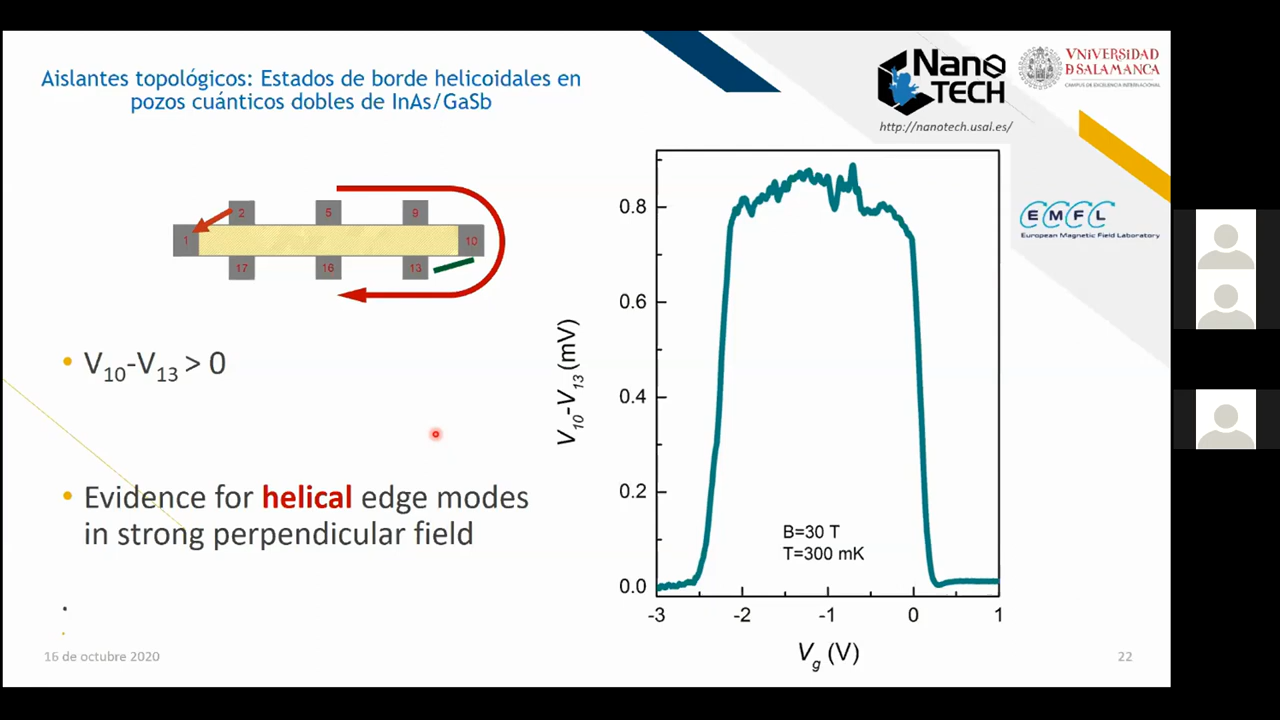 Aislantes topológicos: Estados de borde helicoidales en
pozos cuánticos dobles de InAs/GaSb
NanoTECH
http://nanotech.usal.es/
VNiVERSiDAD
D SALAMANCA
CAMPUS DE EXCELENCIA INTERNACIONAL
EMFL
European Magnetic Field Laboratory
2 5 9
1 10
17 16 13
• V10-V13 > 0
• Evidence for helical edge modes
in strong perpendicular field
V10-V13 (mV)
0.8
0.6
0.4
0.2
0.0
B=30 T
T=300 mK
-3 -2 -1 0 1
Vg (V)
16 de octubre 2020
22